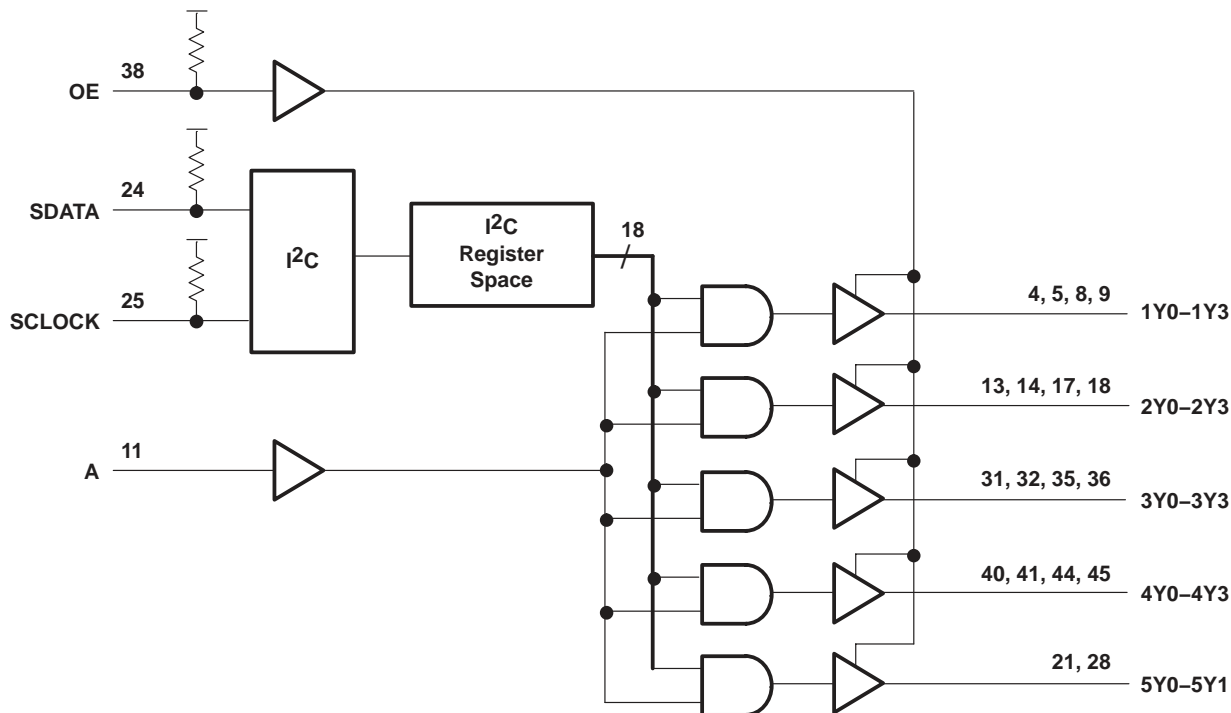 38
OE
24
SDATA
I²C
I²C
Register
Space
18
25
SCLOCK
4, 5, 8, 9
1Y0–1Y3
13, 14, 17, 18
2Y0–2Y3
11
A
31, 32, 35, 36
3Y0–3Y3
40, 41, 44, 45
4Y0–4Y3
21, 28
5Y0–5Y1